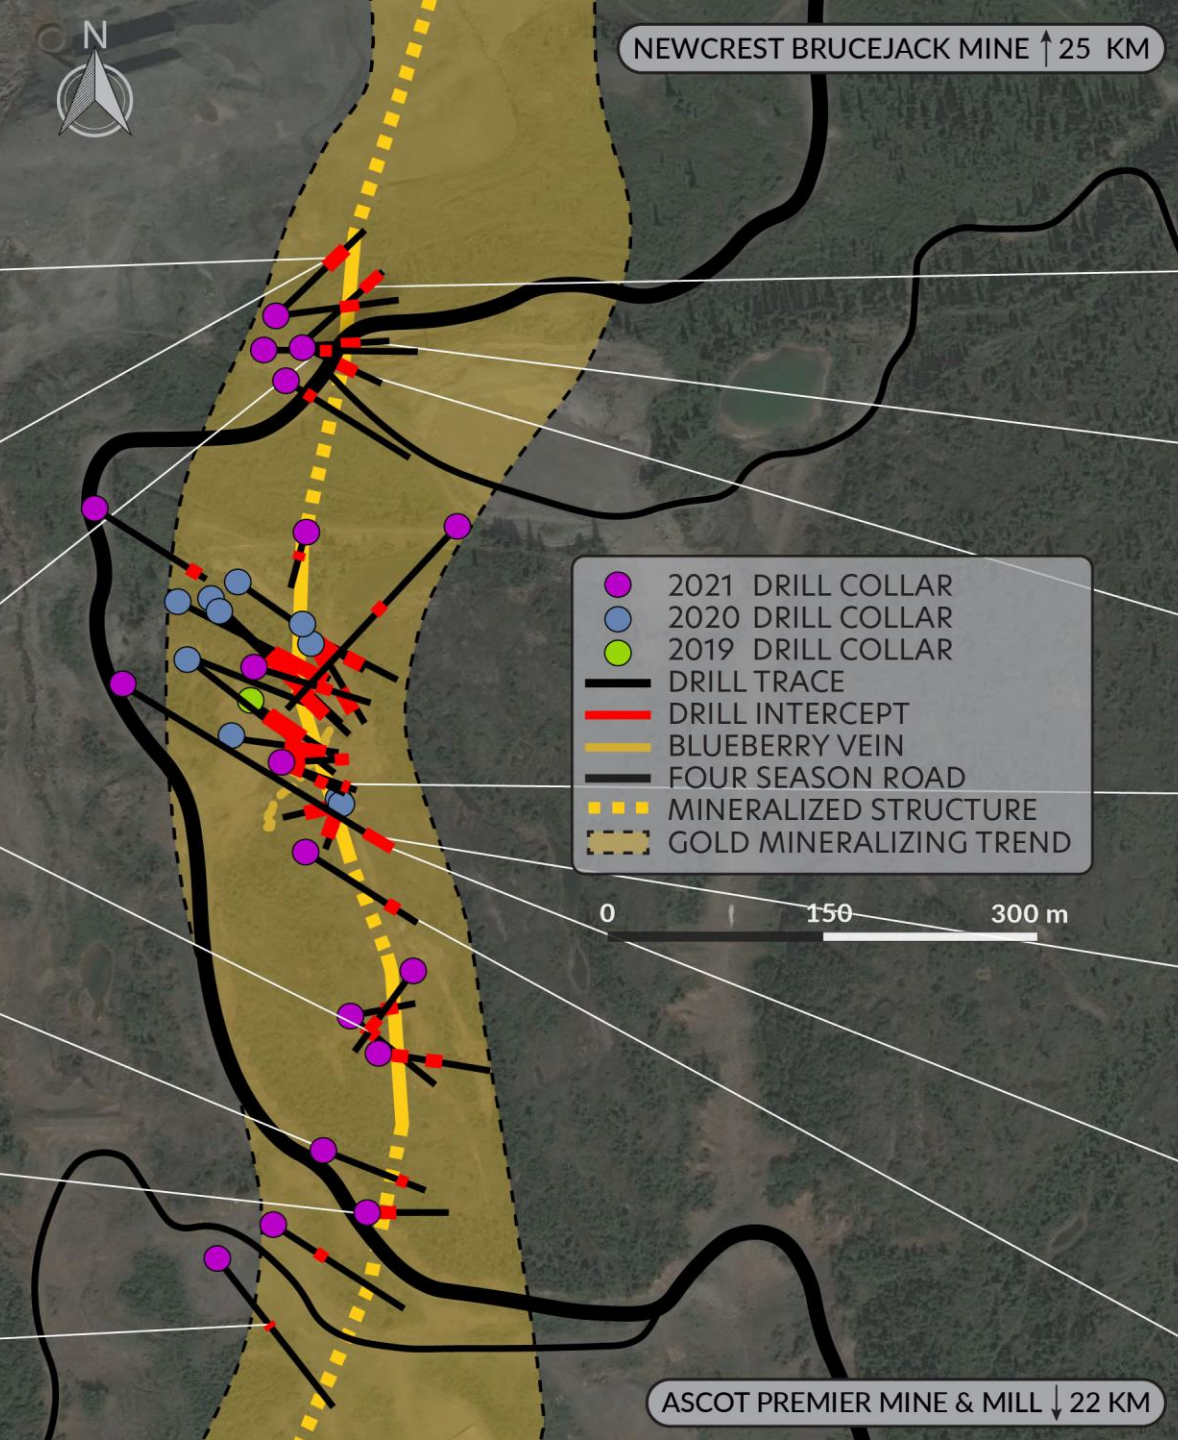 N
NEWCREST BRUCEJACK MINE ↑ 25 KM
2021 DRILL COLLAR
2020 DRILL COLLAR
2019 DRILL COLLAR
DRILL TRACE
DRILL INTERCEPT
BLUEBERRY VEIN
FOUR SEASON ROAD
MINERALIZED STRUCTURE
GOLD MINERALIZING TREND
0 150 300 m
ASCOT PREMIER MINE & MILL ↓ 22 KM